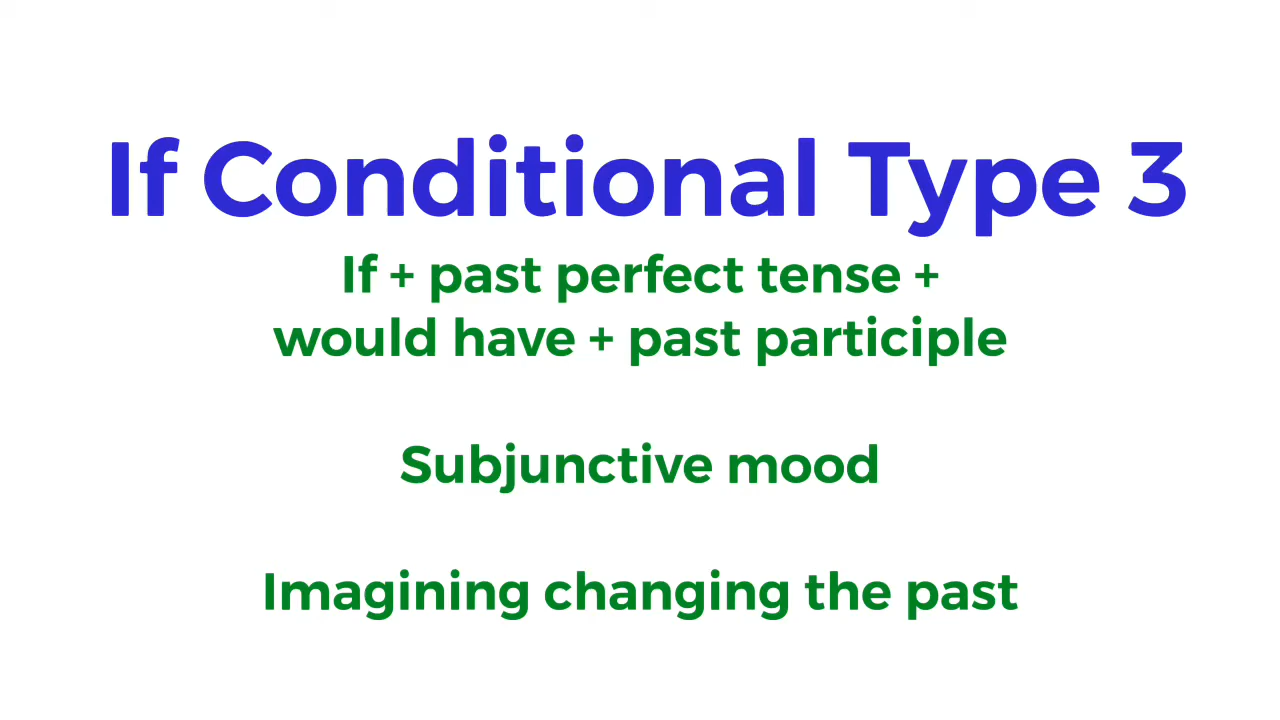 If Conditional Type 3
If + past perfect tense +
would have + past participle
Subjunctive mood
Imagining changing the past